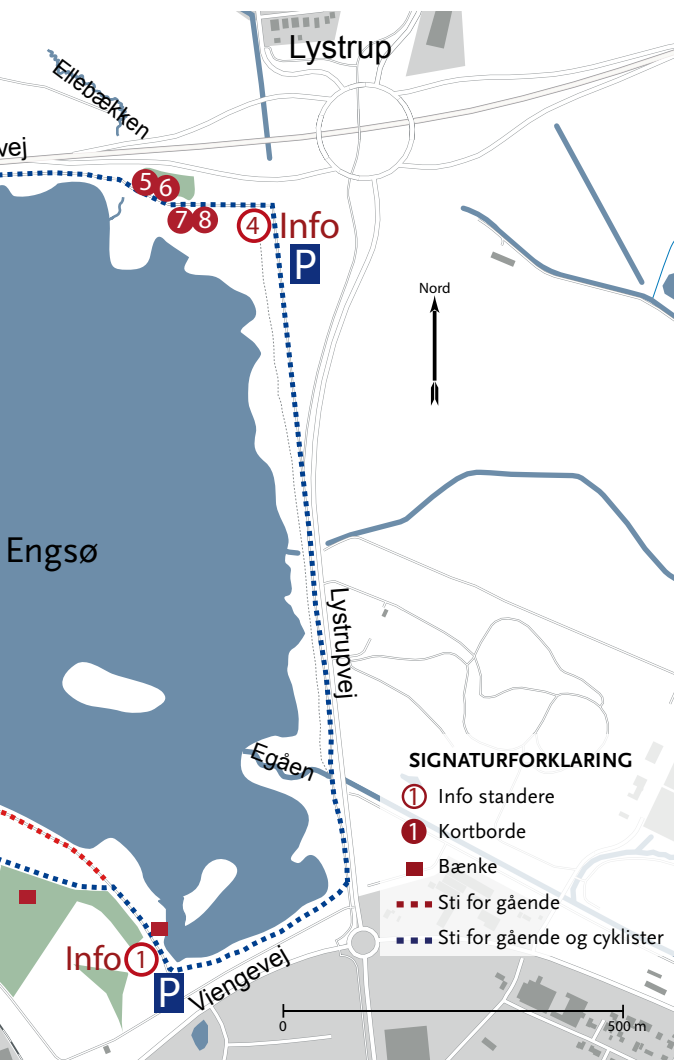 Lystrup
Ellebækken
vej
5
6
7
8
4
Info
P
Nord
Engsø
Lystrupvej
Egåen
SIGNATURFORKLARING
1 Info standere
1 Kortborde
Bænke
Sti for gående
Sti for gående og cyklister
Info 1
P
Viengevej
0
500 m